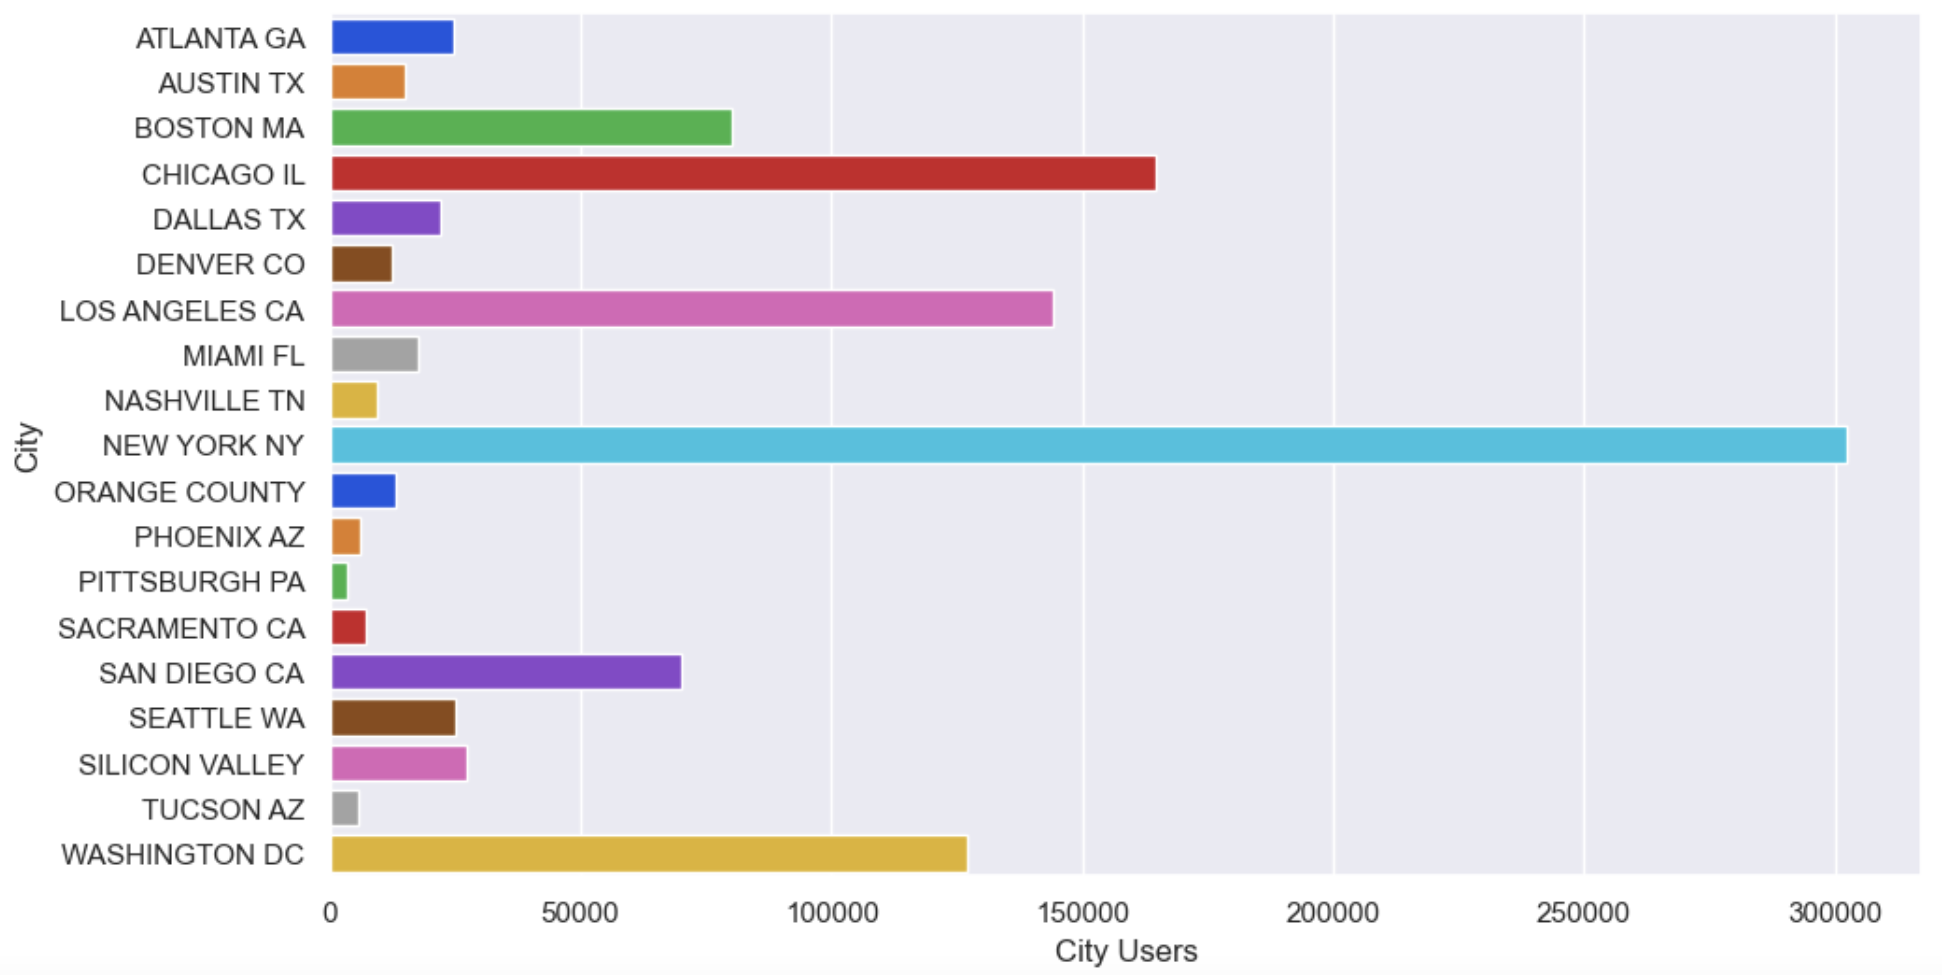 ATLANTA GA
AUSTIN TX
BOSTON MA
CHICAGO IL
DALLAS TX
DENVER CO
LOS ANGELES CA
MIAMI FL
NASHVILLE TN
NEW YORK NY
ORANGE COUNTY
PHOENIX AZ
PITTSBURGH PA
SACRAMENTO CA
SAN DIEGO CA
SEATTLE WA
SILICON VALLEY
TUCSON AZ
WASHINGTON DC
City
0 50000 100000 150000 200000 250000 300000
City Users